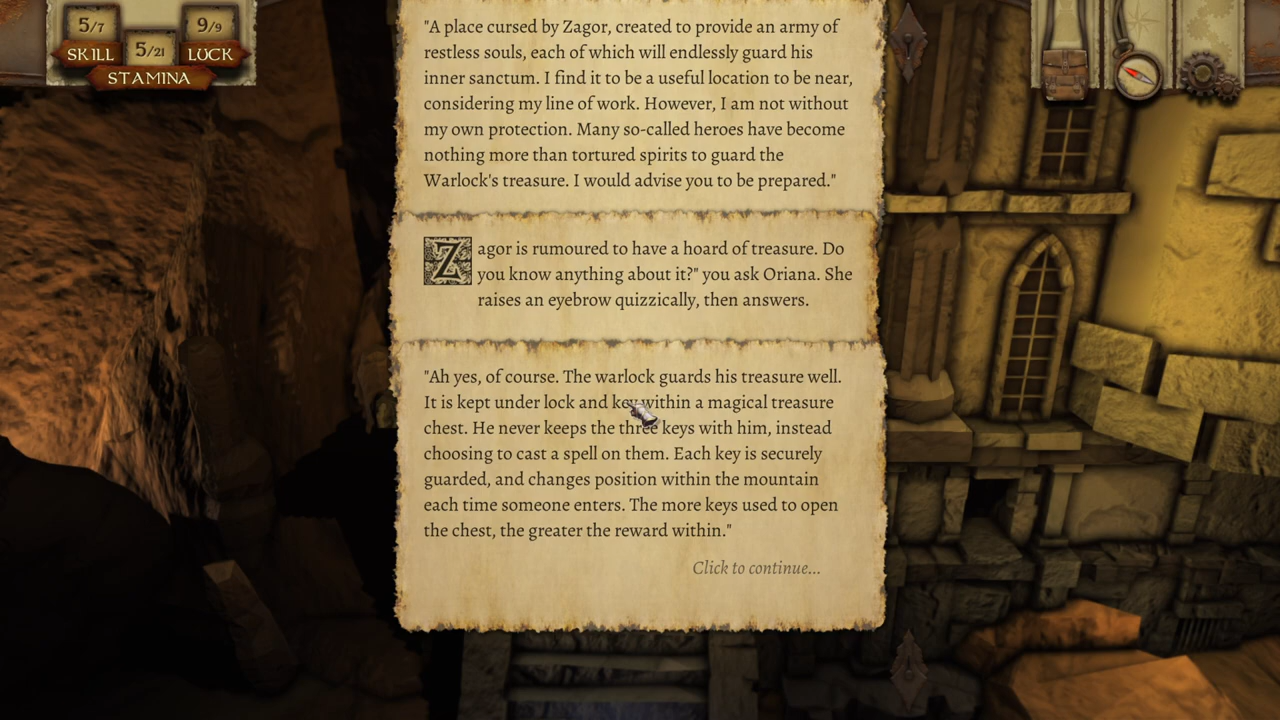 5/7
9/9
SKILL
5/21
LUCK
STAMINA
"A place cursed by Zagor, created to provide an army of
restless souls, each of which will endlessly guard his
inner sanctum. I find it to be a useful location to be near,
considering my line of work. However, I am not without
my own protection. Many so-called heroes have become
nothing more than tortured spirits to guard the
Warlock's treasure. I would advise you to be prepared."
Zagor is rumoured to have a hoard of treasure. Do
you know anything about it?" you ask Oriana. She
raises an eyebrow quizzically, then answers.
"Ah yes, of course. The warlock guards his treasure well.
It is kept under lock and key within a magical treasure
chest. He never keeps the three keys with him, instead
choosing to cast a spell on them. Each key is securely
guarded, and changes position within the mountain
each time someone enters. The more keys used to open
the chest, the greater the reward within."
Click to continue...